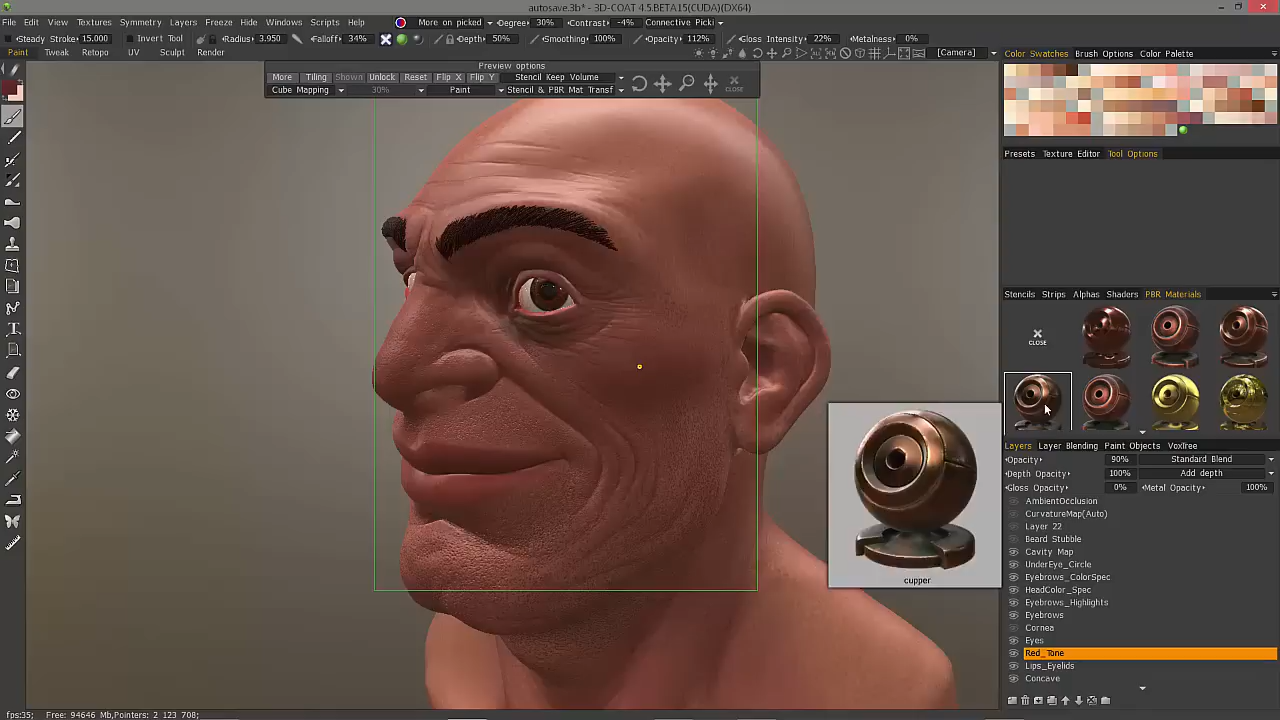 autosave.3b* - 3D-COAT 4.5.BETA15(CUDA)(DX64)
File Edit View Textures Symmetry Layers Freeze Hide Windows Scripts Help More on picked Degree: 30% Contrast: -4% Connective Picki
Steady Stroke: 15.000 Invert Tool Radius: 3.950 Falloff: 34% Depth: 50% Smoothing: 100% Opacity: 112% Gloss Intensity: 22% Metalness: 0%
Paint Tweak Retopo UV Sculpt Render [Camera]
Color Swatches Brush Options Color Palette
Preview options
More Tiling Shown Unlock Reset Flip X Flip Y Stencil Keep Volume
Cube Mapping 30% Paint Stencil & PBR Mat Transf CLOSE
Presets Texture Editor Tool Options
Stencils Strips Alphas Shaders PBR Materials
CLOSE
cupper
Layers Layer Blending Paint Objects VoxTree
Opacity 90% Standard Blend
Depth Opacity 100% Add depth
Gloss Opacity 0% Metal Opacity 100%
AmbientOcclusion
CurvatureMap(Auto)
Layer 22
Beard Stubble
Cavity Map
UnderEye_Circle
Eyebrows_ColorSpec
HeadColor_Spec
Eyebrows_Highlights
Eyebrows
Cornea
Eyes
Red_Tone
Lips_Eyelids
Concave
fps:35; Free: 94646 Mb,Pointers: 2 123 708;